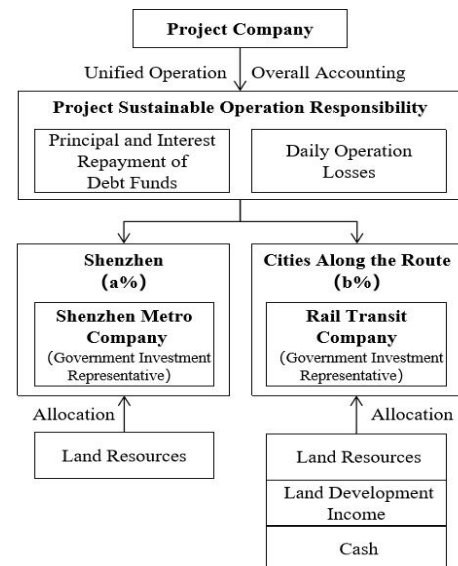 Project Company
Unified Operation
Overall Accounting
Project Sustainable Operation Responsibility
Principal and Interest
Repayment of
Debt Funds
Daily Operation
Losses
Shenzhen
(a%)
Shenzhen Metro
Company
(Government Investment
Representative)
Cities Along the Route
(b%)
Rail Transit
Company
(Government Investment
Representative)
Allocation
Allocation
Land Resources
Land Resources
Land Development
Income
Cash